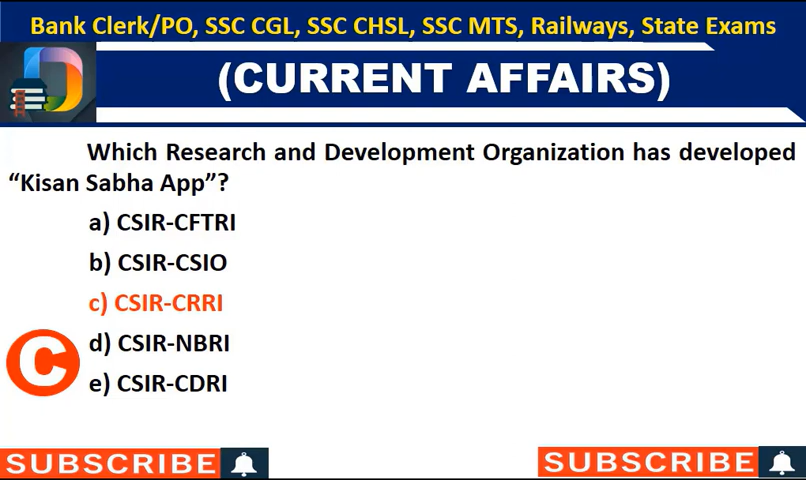 Bank Clerk/PO, SSC CGL, SSC CHSL, SSC MTS, Railways, State Exams
(CURRENT AFFAIRS)
Which Research and Development Organization has developed
“Kisan Sabha App”?
a) CSIR-CFTRI
b) CSIR-CSIO
c) CSIR-CRRI
d) CSIR-NBRI
e) CSIR-CDRI
C
SUBSCRIBE
SUBSCRIBE